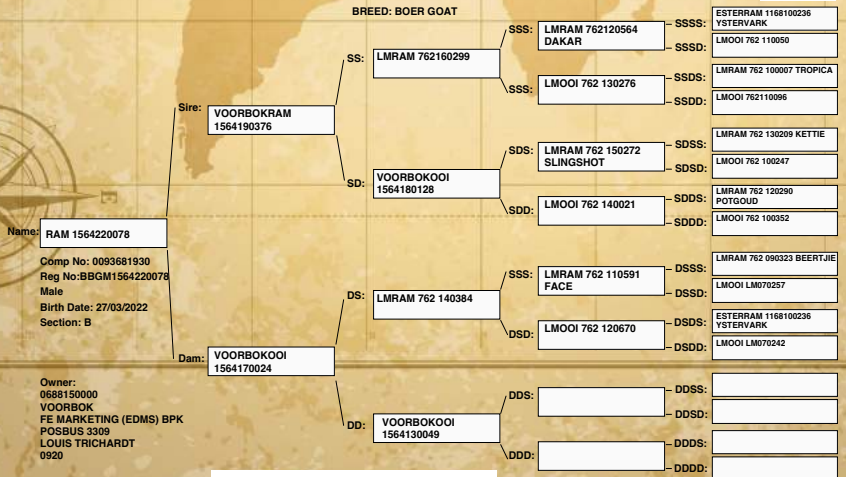 BREED: BOER GOAT
Name:
RAM 1564220078
Comp No: 0093681930
Reg No:BBGM1564220078
Male
Birth Date: 27/03/2022
Section: B
Owner:
0688150000
VOORBOK
FE MARKETING (EDMS) BPK
POSBUS 3309
LOUIS TRICHARDT
0920
Sire:
VOORBOKRAM
1564190376
Dam:
VOORBOKOOI
1564170024
SS:
LMRAM 762160299
SD:
VOORBOKOOI
1564180128
DS:
LMRAM 762 140384
DD:
VOORBOKOOI
1564130049
SSS:
LMRAM 762120564
DAKAR
SSS:
LMOOI 762 130276
SDS:
LMRAM 762 150272
SLINGSHOT
SDD:
LMOOI 762 140021
SSS:
LMRAM 762 110591
FACE
DSD:
LMOOI 762 120670
DDS:
DDD:
SSSS:
ESTERRAM 1168100236
YSTERVARK
SSSD:
LMOOI 762 110050
SSDS:
LMRAM 762 100007 TROPICA
SSDD:
LMOOI 762110096
SDSS:
LMRAM 762 130209 KETTIE
SDSD:
LMOOI 762 100247
SDDS:
LMRAM 762 120290
POTGOUD
SDDD:
LMOOI 762 100352
DSSS:
LMRAM 762 090323 BEERTJIE
DSSD:
LMOOI LM070257
DSDS:
ESTERRAM 1168100236
YSTERVARK
DSDD:
LMOOI LM070242
DDSS:
DDSD:
DDDS:
DDDD: